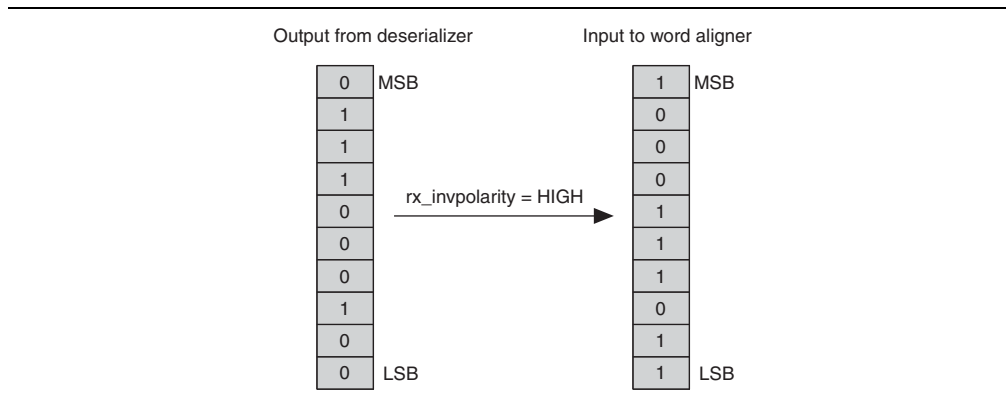 Output from deserializer Input to word aligner
0 MSB 1 MSB
1 0
1 0
1 0
rx_invpolarity = HIGH
0 1
0 1
0 1
1 0
0 1
0 LSB 1 LSB